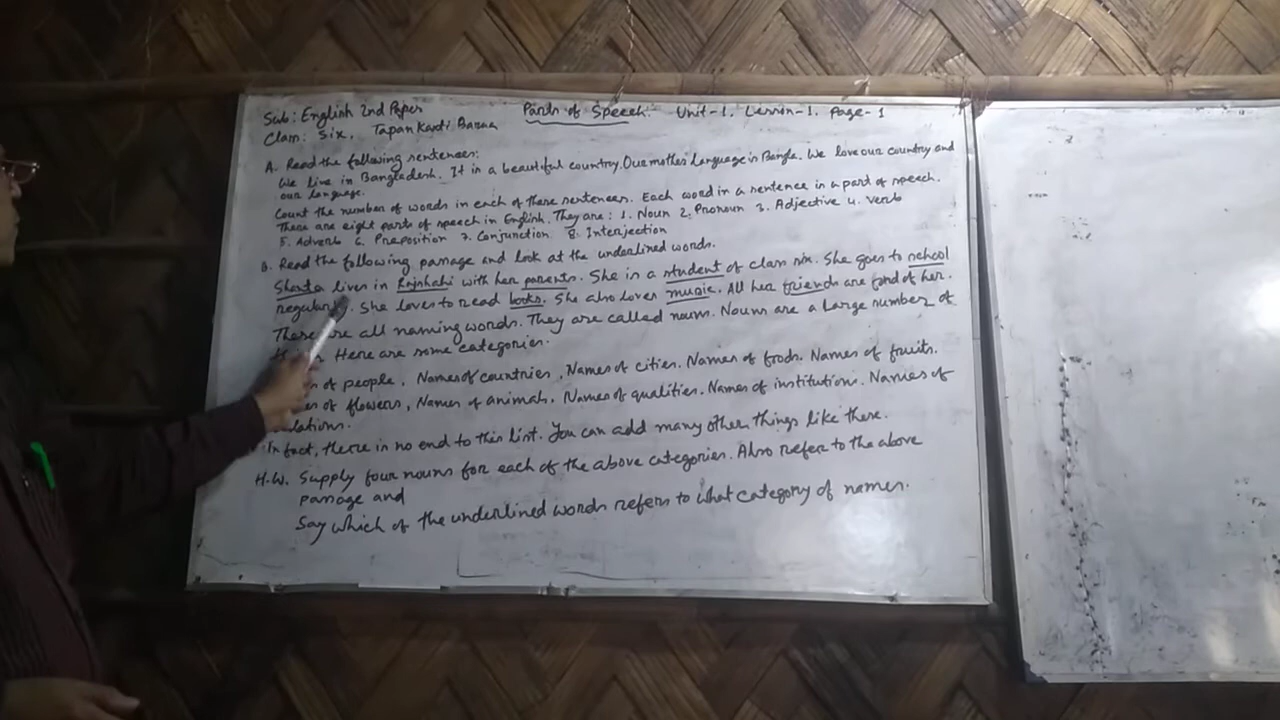 Sub: English 2nd Paper Parts of Speech: Unit-1. Lesson-1. Page-1
Class: Six. Tapan Kanti Barua
A. Read the following sentences:
We live in Bangladesh. It is a beautiful country. Our mother language is Bangla. We love our country and
our language.
Count the number of words in each of these sentences. Each word in a sentence is a part of speech.
There are eight parts of speech in English. They are: 1. Noun 2. Pronoun 3. Adjective 4. Verb
5. Adverb 6. Preposition 7. Conjunction 8. Interjection
B. Read the following passage and look at the underlined words.
lives in Rajshahi with her parents. She is a student of class six. She goes to school
She loves to read books. She also loves music. All her friends are fond of her.
These are all naming words. They are called nouns. Nouns are a large number of
Here are some categories.
of people, Names of countries, Names of cities. Names of foods. Names of fruits.
of flowers, Names of animals. Names of qualities. Names of institutions. Names of
In fact, there is no end to this list. You can add many other things like these.
H.W. Supply four nouns for each of the above categories. Also refer to the above
passage and
Say which of the underlined words refers to what category of names.